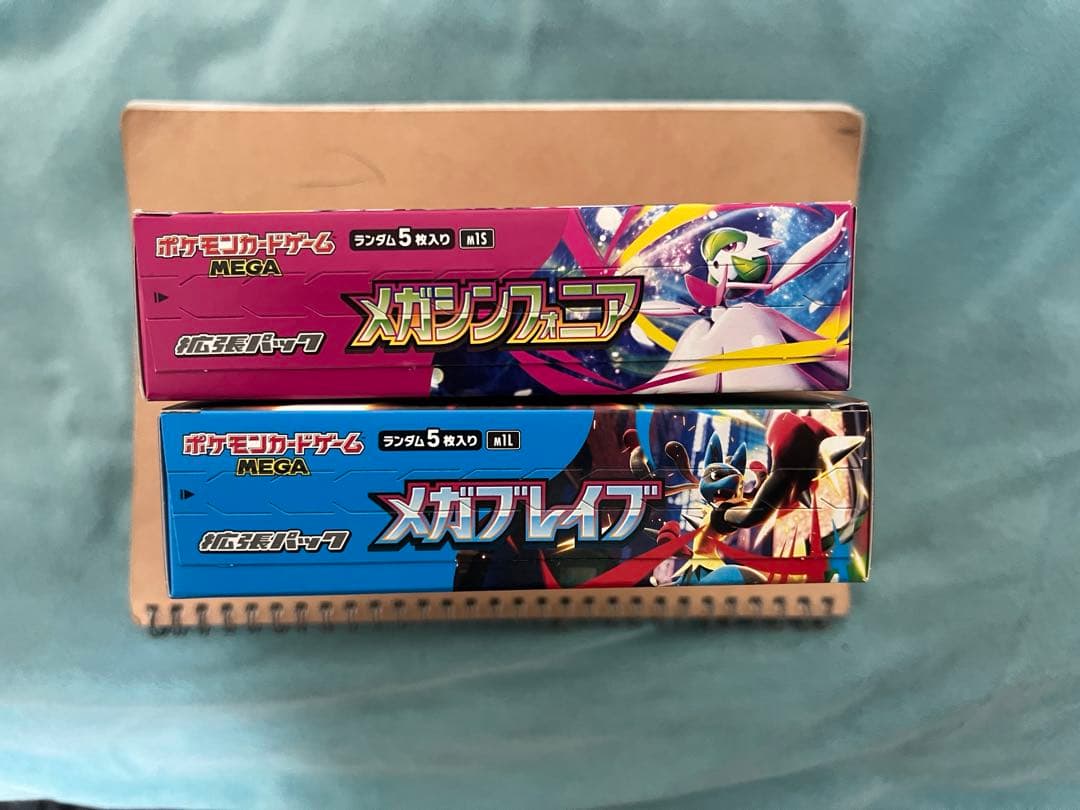 ポケモンカードゲーム
MEGA
ランダム5枚入り M1S
メガシンフォニア
拡張パック
ポケモンカードゲーム
MEGA
ランダム5枚入り M1L
メガブレイブ
拡張パック